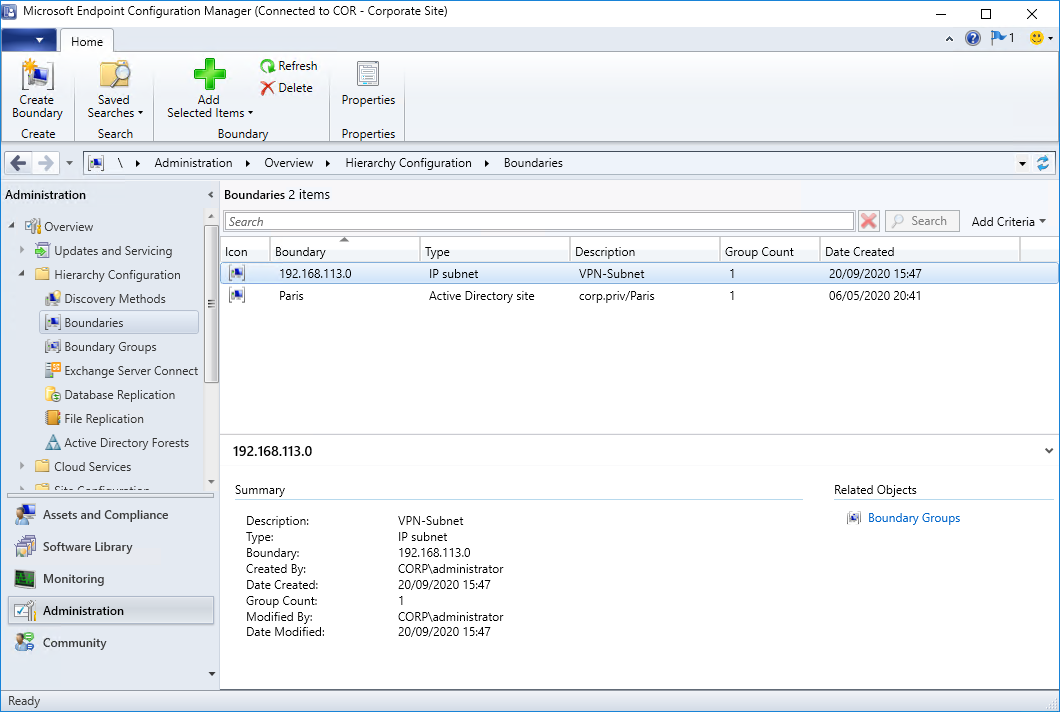 Microsoft Endpoint Configuration Manager (Connected to COR - Corporate Site)
Home
1
Create Boundary
Saved Searches
Add Selected Items
Refresh
Delete
Properties
Create
Search
Boundary
Properties
\ Administration Overview Hierarchy Configuration Boundaries
Administration
Overview
Updates and Servicing
Hierarchy Configuration
Discovery Methods
Boundaries
Boundary Groups
Exchange Server Connect
Database Replication
File Replication
Active Directory Forests
Cloud Services
Site Configuration
Assets and Compliance
Software Library
Monitoring
Administration
Community
Boundaries 2 items
Search
Search
Add Criteria
Icon Boundary Type Description Group Count Date Created
192.168.113.0 IP subnet VPN-Subnet 1 20/09/2020 15:47
Paris Active Directory site corp.priv/Paris 1 06/05/2020 20:41
192.168.113.0
Summary
Description: VPN-Subnet
Type: IP subnet
Boundary: 192.168.113.0
Created By: CORP\administrator
Date Created: 20/09/2020 15:47
Group Count: 1
Modified By: CORP\administrator
Date Modified: 20/09/2020 15:47
Related Objects
Boundary Groups
Ready